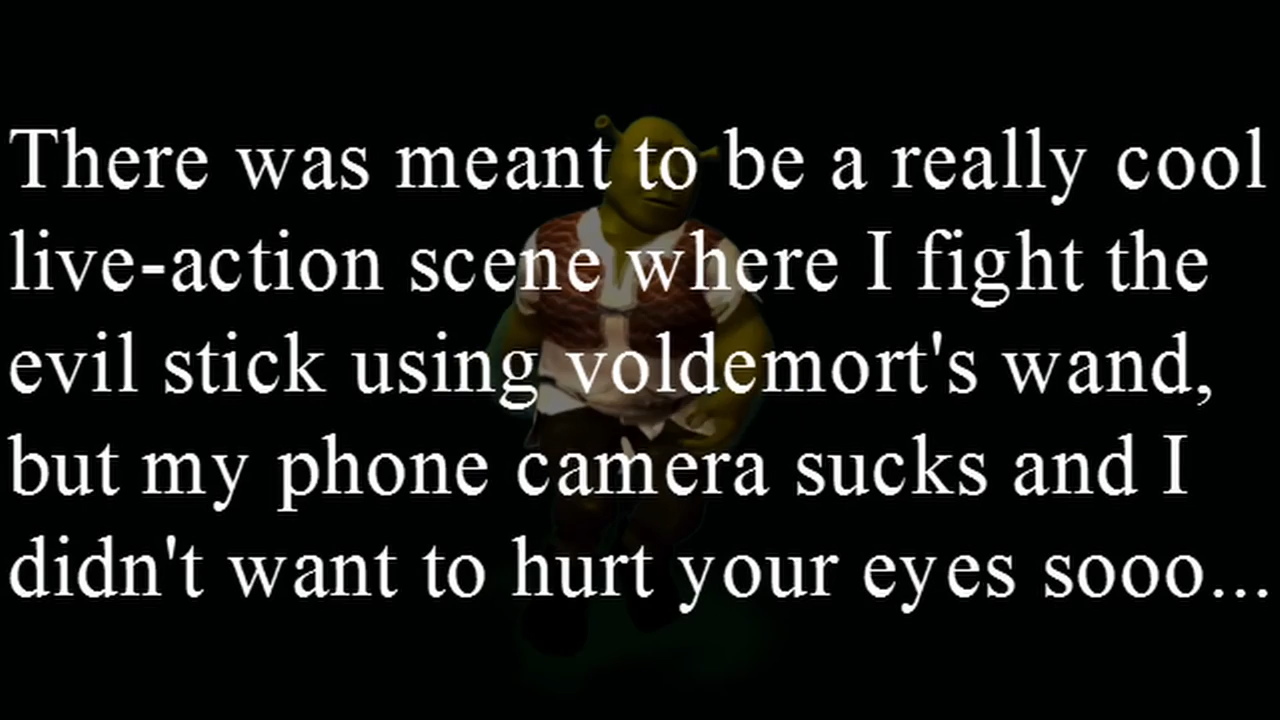 There was meant to be a really cool
live-action scene where I fight the
evil stick using voldemort's wand,
but my phone camera sucks and I
didn't want to hurt your eyes sooo...